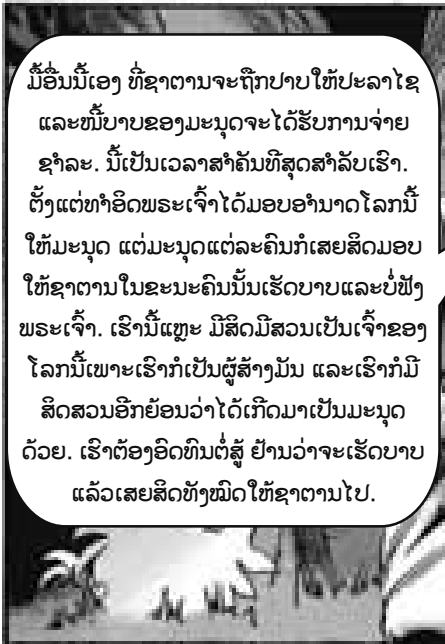 ມື້ອື່ນນີ້ເອງ ທີ່ຊາຕານຈະຖືກປາບໃຫ້ປະລາໄຊ
ແລະໜີ້ບາບຂອງມະນຸດຈະໄດ້ຮັບການຈ່າຍ
ຊຳລະ. ນີ້ເປັນເວລາສຳຄັນທີສຸດສຳລັບເຮົາ.
ຕັ້ງແຕ່ທຳອິດພຣະເຈົ້າໄດ້ມອບອຳນາດໂລກນີ້
ໃຫ້ມະນຸດ ແຕ່ມະນຸດແຕ່ລະຄົນກໍເສຍສິດມອບ
ໃຫ້ຊາຕານໃນຂະນະຄົນນັ້ນເຮັດບາບແລະບໍ່ຟັງ
ພຣະເຈົ້າ. ເຮົານີ້ແຫຼະ ມີສິດມີສວນເປັນເຈົ້າຂອງ
ໂລກນີ້ເພາະເຮົາກໍເປັນຜູ້ສ້າງມັນ ແລະເຮົາກໍມີ
ສິດສວນອີກຍ້ອນວ່າໄດ້ເກີດມາເປັນມະນຸດ
ດ້ວຍ. ເຮົາຕ້ອງອົດທົນຕໍ່ສູ້ ຢ້ານວ່າຈະເຮັດບາບ
ແລ້ວເສຍສິດທັງໝົດໃຫ້ຊາຕານໄປ.